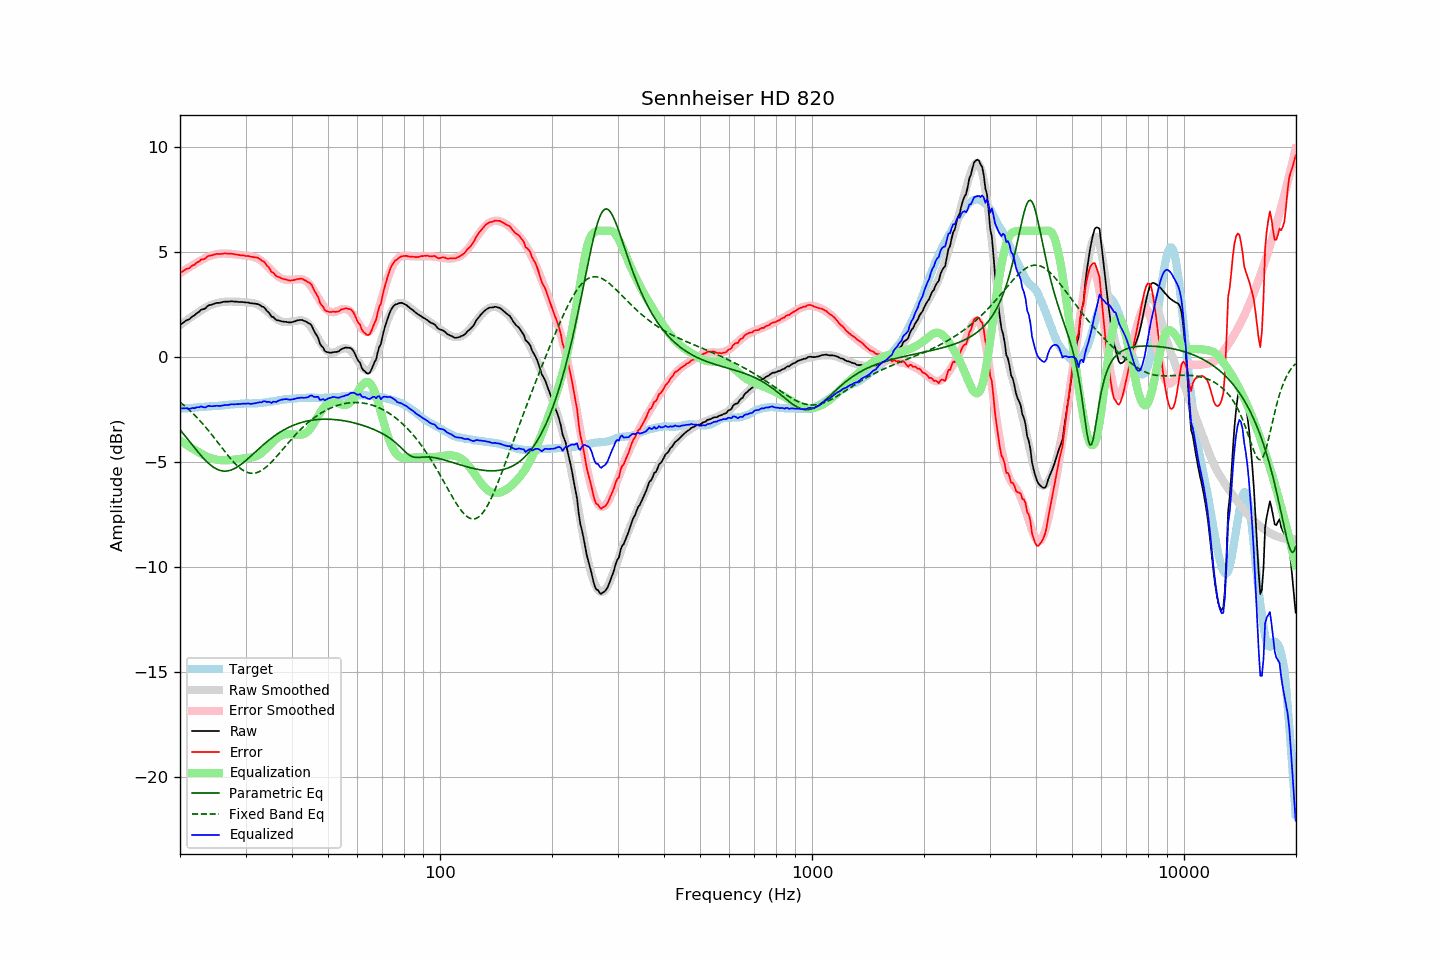 Sennheiser HD 820
10
5
0
−5
−10
−15
−20
Amplitude (dBr)
Target
Raw Smoothed
Error Smoothed
Raw
Error
Equalization
Parametric Eq
Fixed Band Eq
Equalized
100
1000
10000
Frequency (Hz)